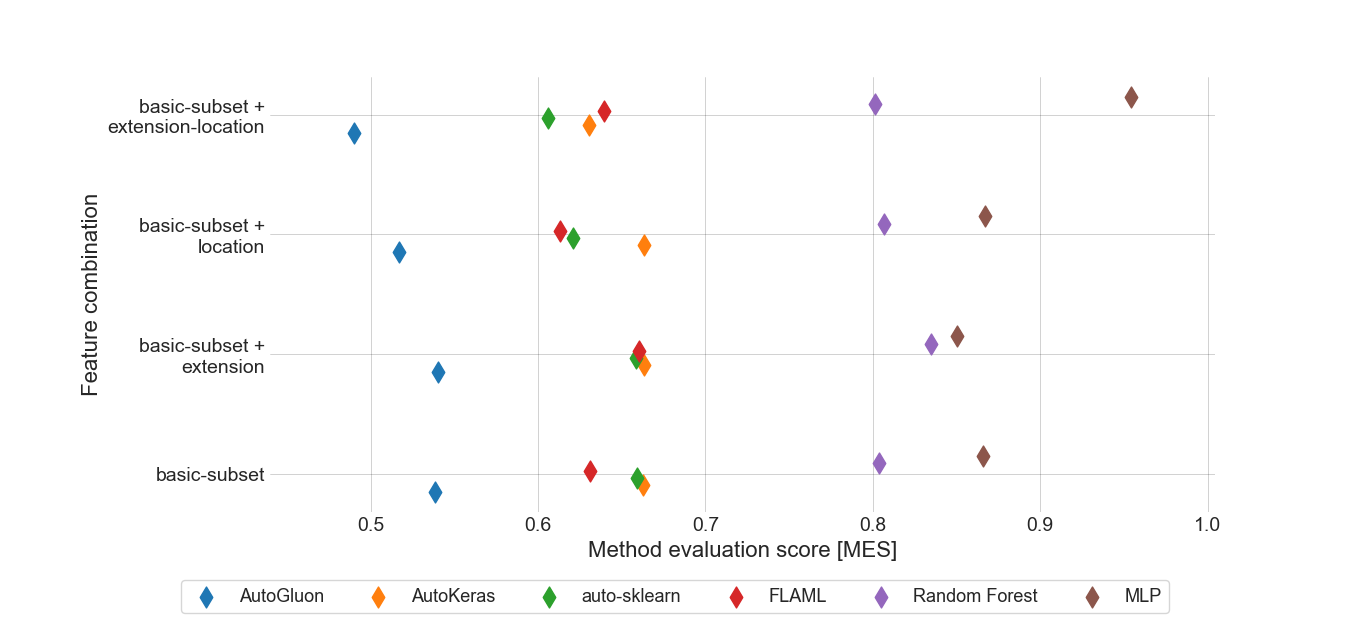 basic-subset +
extension-location
basic-subset +
location
basic-subset +
extension
basic-subset
Feature combination
0.5 0.6 0.7 0.8 0.9 1.0
Method evaluation score [MES]
AutoGluon AutoKeras auto-sklearn FLAML Random Forest MLP